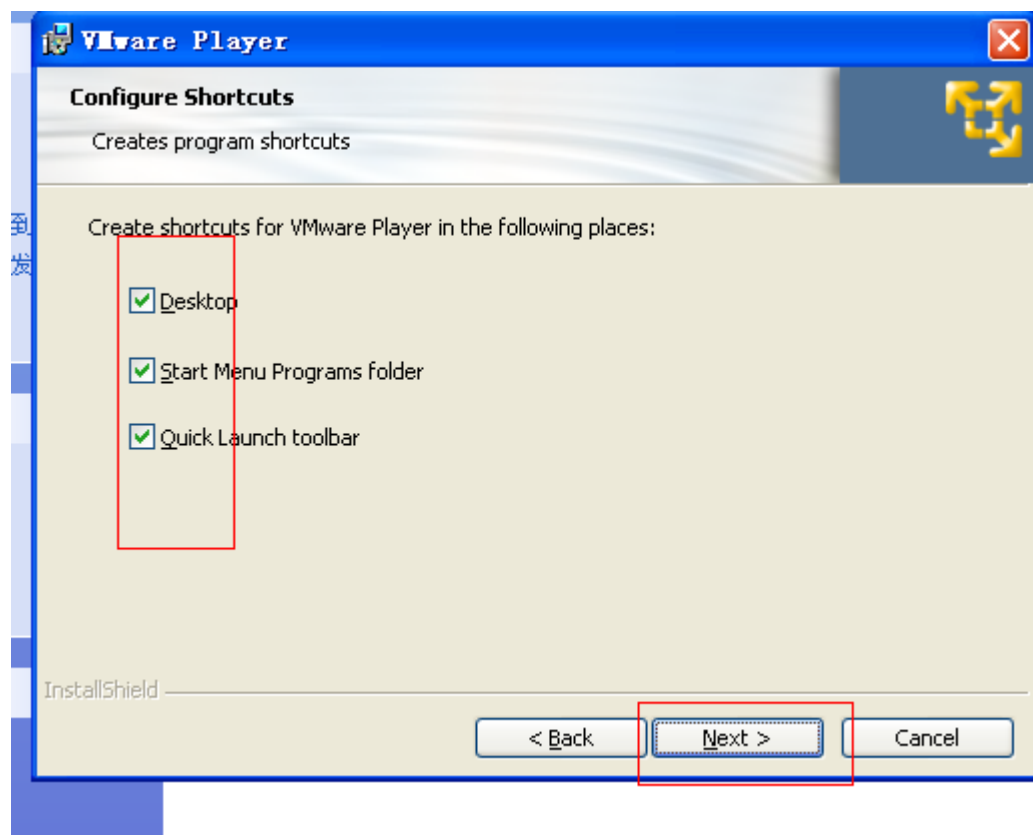 VMware Player
Configure Shortcuts
Creates program shortcuts
到
Create shortcuts for VMware Player in the following places:
发
Desktop
Start Menu Programs folder
Quick Launch toolbar
InstallShield
< Back
Next >
Cancel